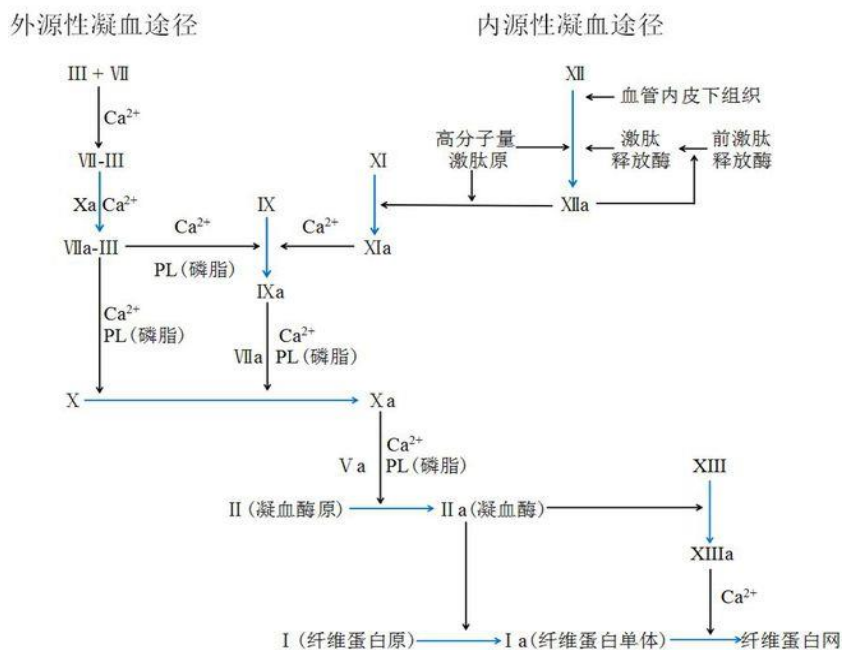 外源性凝血途径
内源性凝血途径
III + VII
Ca²⁺
VII-III
Xa Ca²⁺
VIIa-III
Ca²⁺
PL(磷脂)
Ca²⁺
PL(磷脂)
IX
IXa
VIIa
Ca²⁺
PL(磷脂)
XII
血管内皮下组织
高分子量
激肽原
激肽
释放酶
前激肽
释放酶
XI
XIIa
Ca²⁺
XIa
X
Xa
Va
Ca²⁺
PL(磷脂)
II(凝血酶原)
IIa(凝血酶)
XIII
XIIIa
Ca²⁺
I(纤维蛋白原)
Ia(纤维蛋白单体)
纤维蛋白网